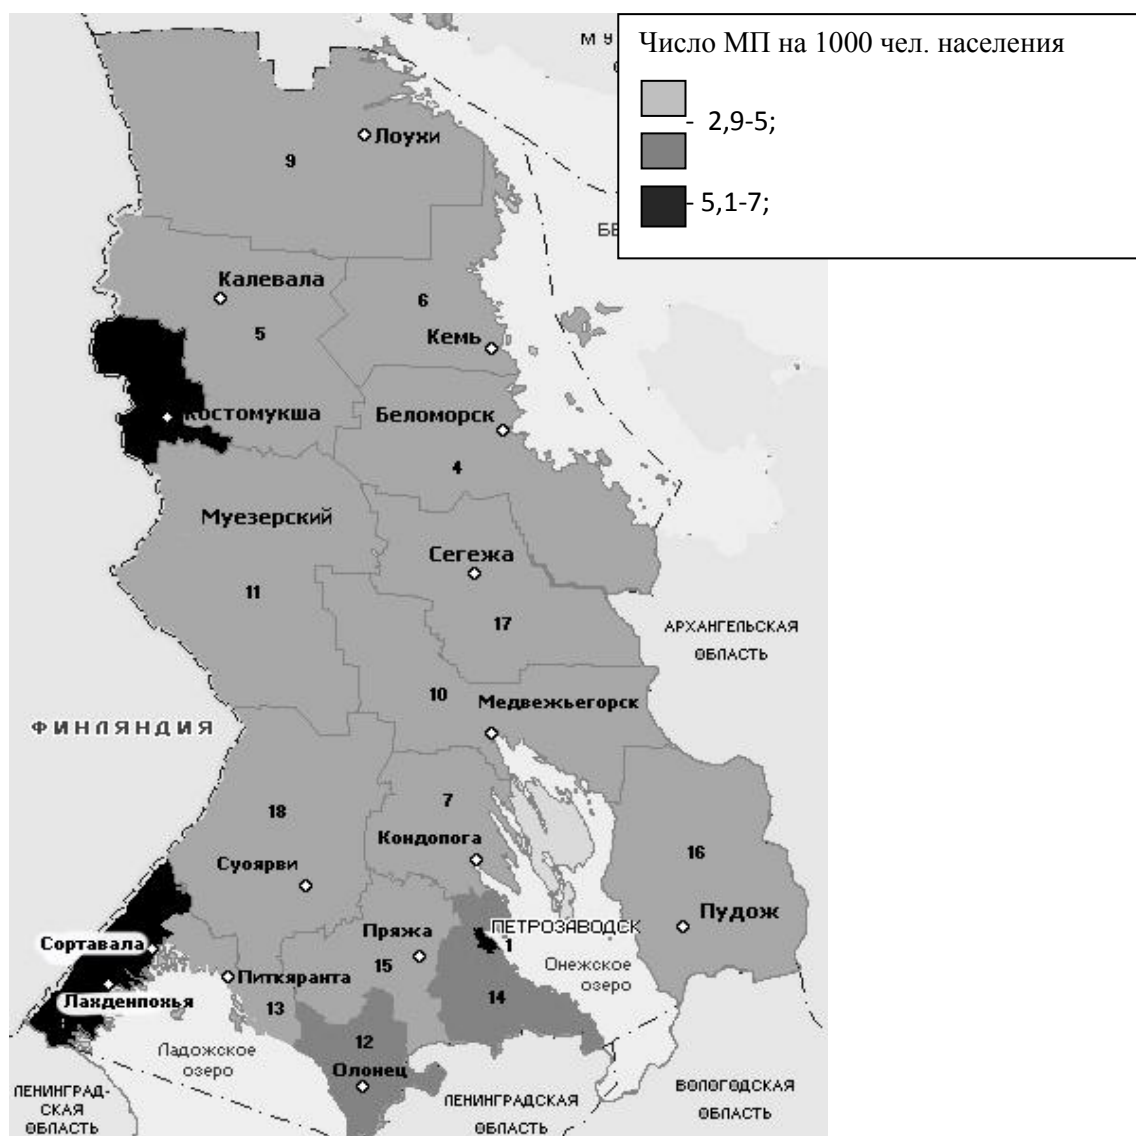 Число МП на 1000 чел. населения
- 2,9-5;
- 5,1-7;
Лоухи
9
Калевала
5
6
Кемь
Костомукша
Беломорск
4
Муезерский
11
Сегежа
17
АРХАНГЕЛЬСКАЯ
ОБЛАСТЬ
10
Медвежьегорск
ФИНЛЯНДИЯ
18
7
Кондопога
16
Суоярви
Пудож
ПЕТРОЗАВОДСК
1
Сортавала
Пряжа
15
Онежское
озеро
Питкяранта
Лахденпохья
13
14
12
Ладожское
озеро
Олонец
ЛЕНИНГРАД-
СКАЯ
ОБЛАСТЬ
ЛЕНИНГРАДСКАЯ
ОБЛАСТЬ
ВОЛОГОДСКАЯ
ОБЛАСТЬ